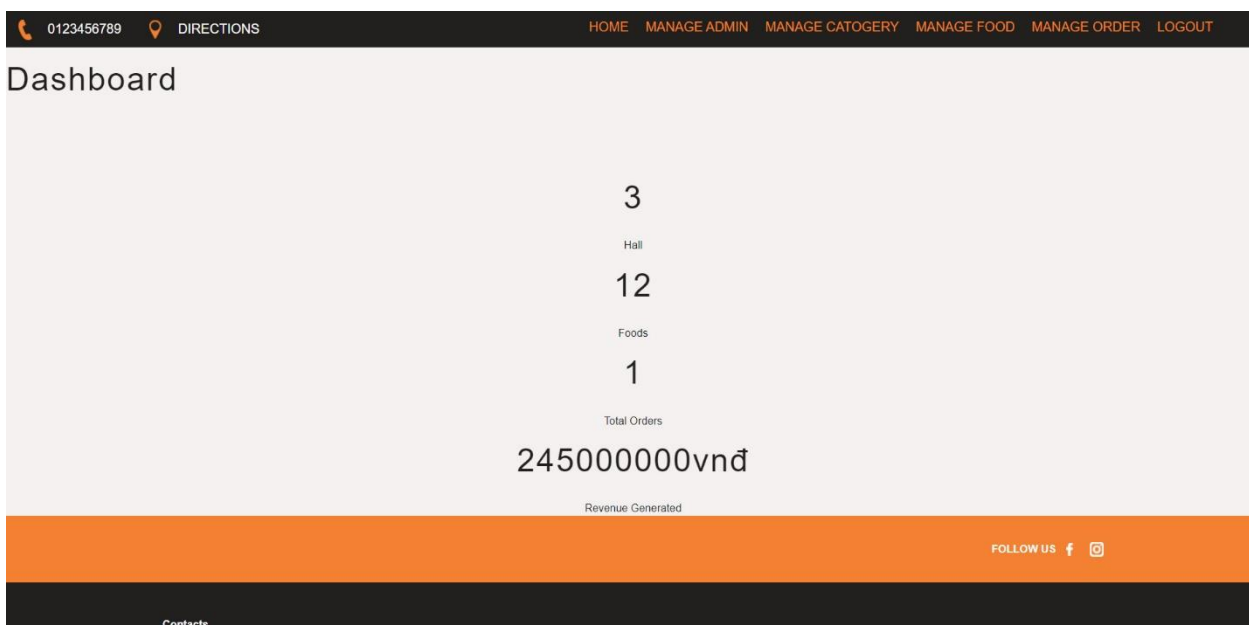 0123456789 DIRECTIONS HOME MANAGE ADMIN MANAGE CATOGERY MANAGE FOOD MANAGE ORDER LOGOUT
Dashboard
3
Hall
12
Foods
1
Total Orders
245000000vnđ
Revenue Generated
FOLLOW US
Contacts